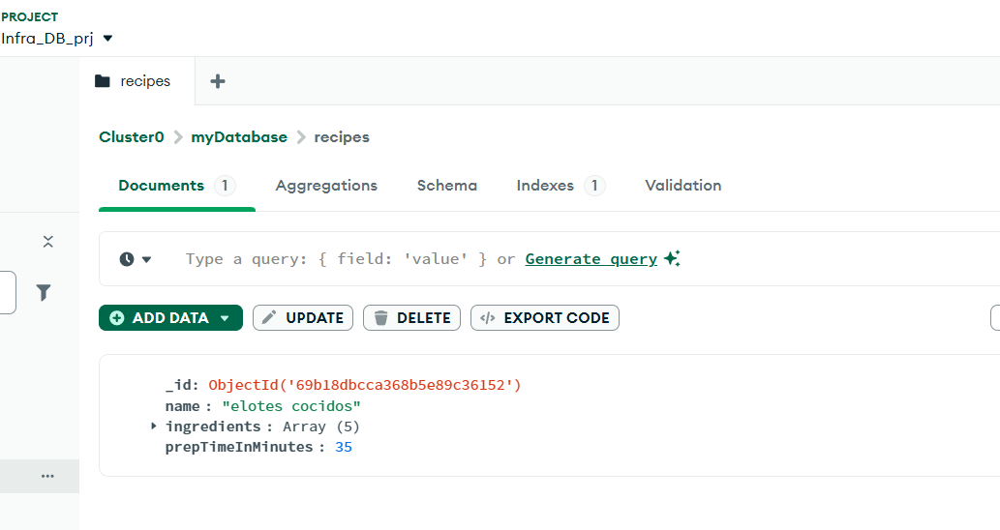 PROJECT
Infra_DB_prj
recipes
Cluster0 > myDatabase > recipes
Documents 1 Aggregations Schema Indexes 1 Validation
Type a query: { field: 'value' } or Generate query
ADD DATA UPDATE DELETE </> EXPORT CODE
_id: ObjectId('69b18dbcca368b5e89c36152')
name : "elotes cocidos"
ingredients : Array (5)
prepTimeInMinutes : 35